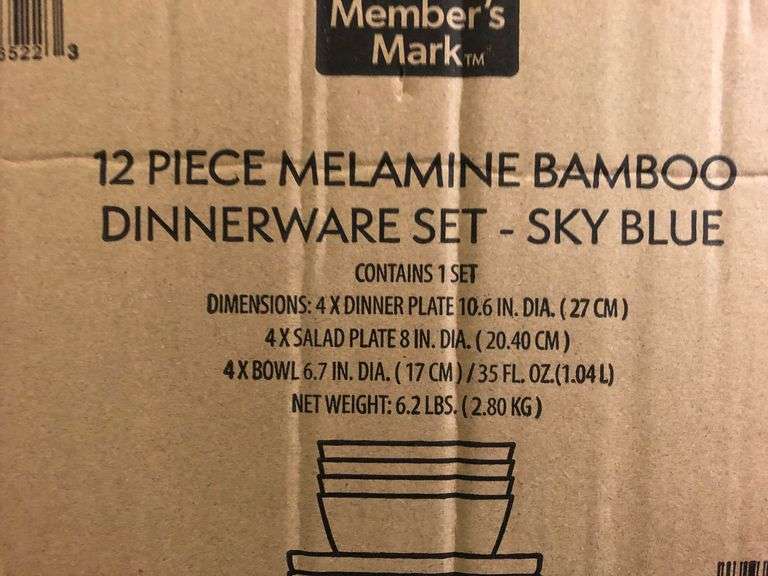 Member's
Mark™
65223
12 PIECE MELAMINE BAMBOO
DINNERWARE SET - SKY BLUE
CONTAINS 1 SET
DIMENSIONS: 4 X DINNER PLATE 10.6 IN. DIA. ( 27 CM )
4 X SALAD PLATE 8 IN. DIA. ( 20.40 CM )
4 X BOWL 6.7 IN. DIA. ( 17 CM ) / 35 FL. OZ.(1.04 L)
NET WEIGHT: 6.2 LBS. ( 2.80 KG )